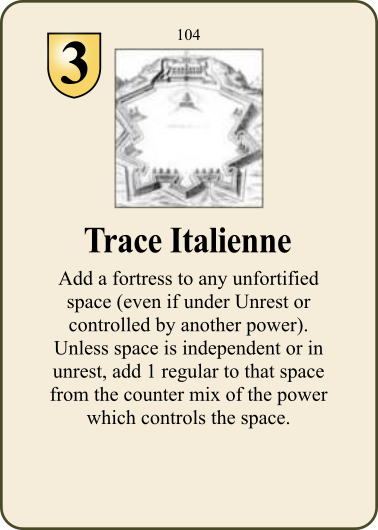 104
3
Trace Italienne
Add a fortress to any unfortified
space (even if under Unrest or
controlled by another power).
Unless space is independent or in
unrest, add 1 regular to that space
from the counter mix of the power
which controls the space.